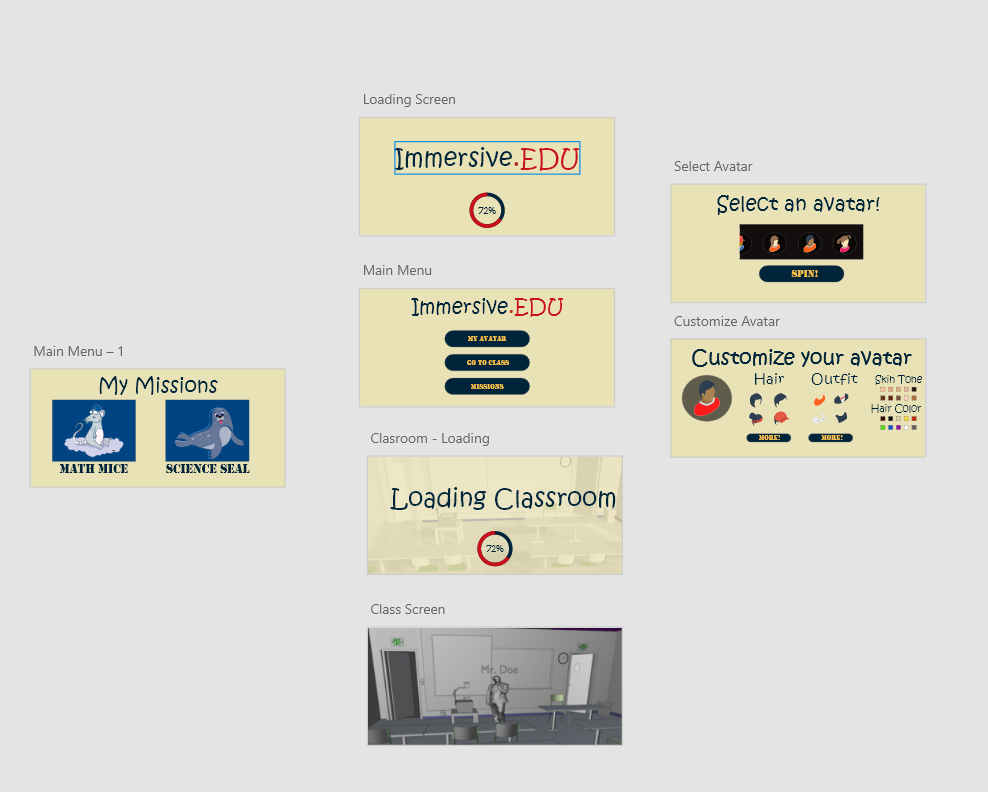 Loading Screen
Immersive.EDU
72%
Select Avatar
Select an avatar!
SPIN!
Main Menu
Immersive.EDU
MY AVATAR
GO TO CLASS
MISSIONS
Customize Avatar
Customize your avatar
Hair
Outfit
Skin Tone
Hair Color
MORE!
MORE!
Main Menu – 1
My Missions
MATH MICE
SCIENCE SEAL
Clasroom - Loading
Loading Classroom
72%
Class Screen
Mr. Doe